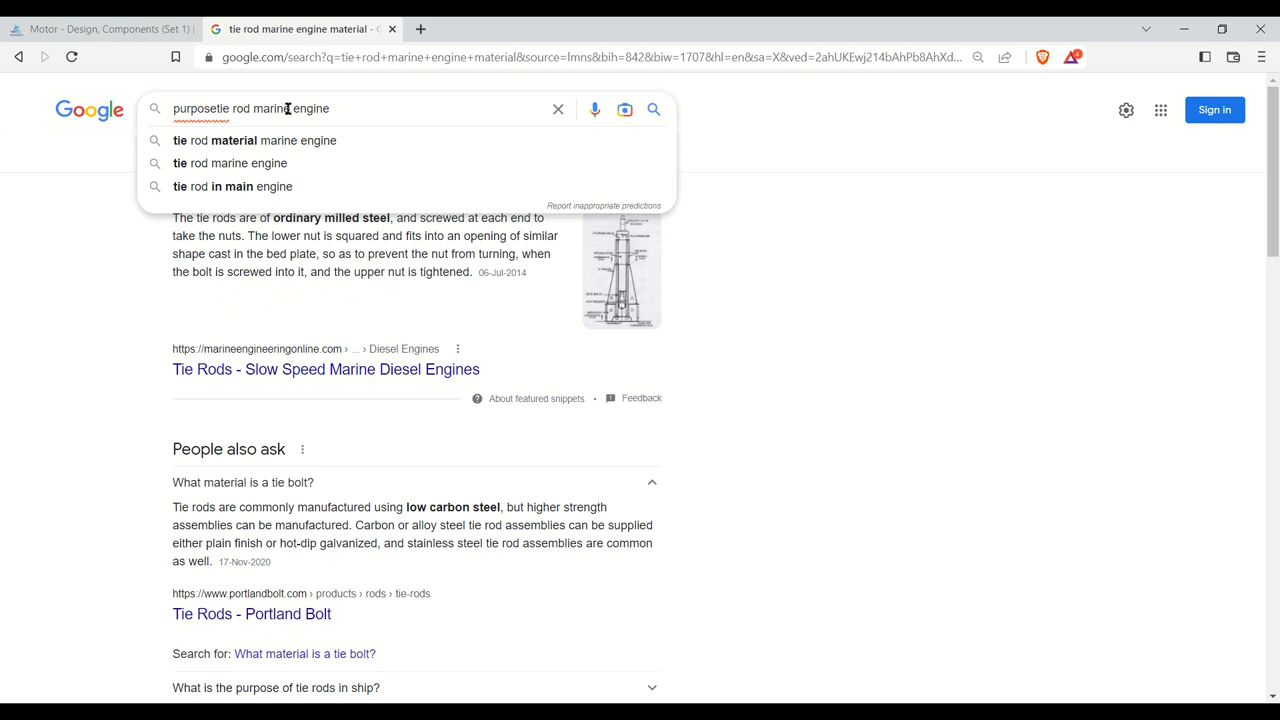 Motor - Design, Components (Set 1) |
tie rod marine engine material - G
google.com/search?q=tie+rod+marine+engine+material&source=lmns&bih=842&biw=1707&hl=en&sa=X&ved=2ahUKEwj214bAhPb8AhXd...
4
Google
purposetie rod marine engine
Sign in
tie rod material marine engine
tie rod marine engine
tie rod in main engine
Report inappropriate predictions
The tie rods are of ordinary milled steel, and screwed at each end to
take the nuts. The lower nut is squared and fits into an opening of similar
shape cast in the bed plate, so as to prevent the nut from turning, when
the bolt is screwed into it, and the upper nut is tightened. 06-Jul-2014
https://marineengineeringonline.com › ... › Diesel Engines
Tie Rods - Slow Speed Marine Diesel Engines
About featured snippets • Feedback
People also ask
What material is a tie bolt?
Tie rods are commonly manufactured using low carbon steel, but higher strength
assemblies can be manufactured. Carbon or alloy steel tie rod assemblies can be supplied
either plain finish or hot-dip galvanized, and stainless steel tie rod assemblies are common
as well. 17-Nov-2020
https://www.portlandbolt.com › products › rods › tie-rods
Tie Rods - Portland Bolt
Search for: What material is a tie bolt?
What is the purpose of tie rods in ship?